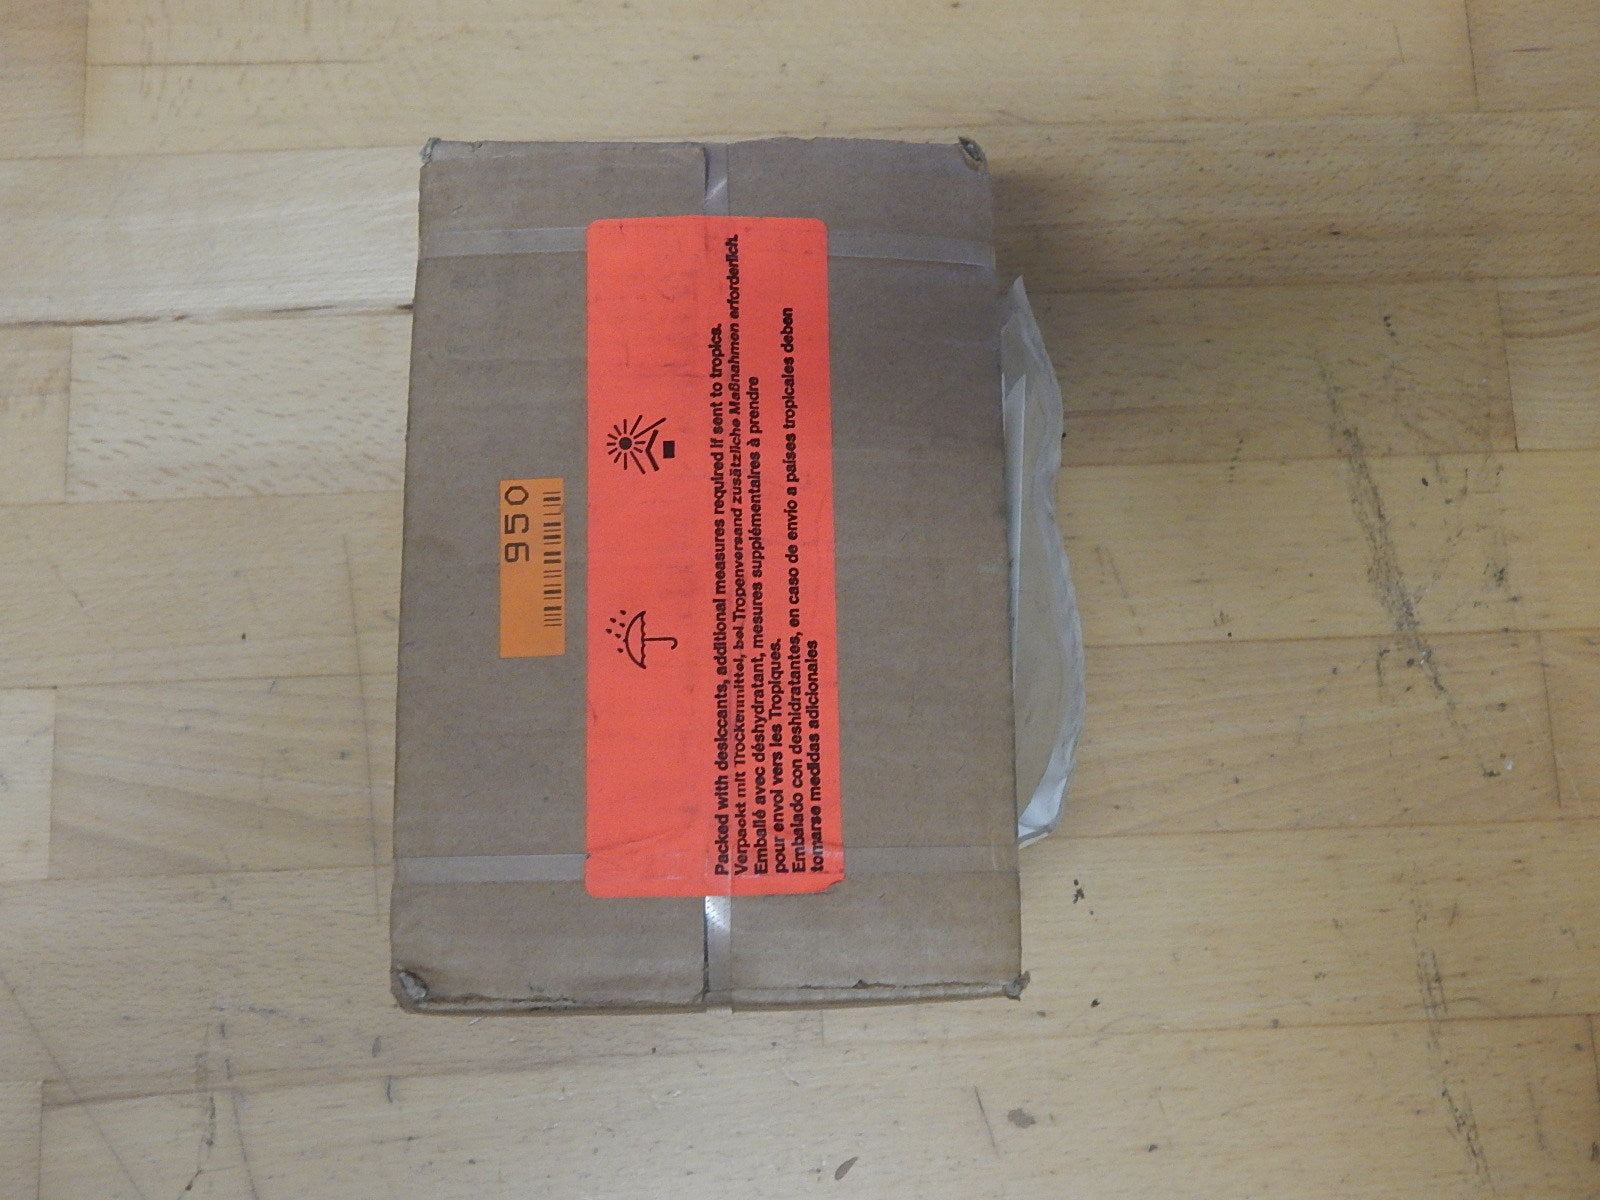 950
Packed with desiccants, additional measures required if sent to tropics.
Verpackt mit Trockenmittel, bei Tropenversand zusätzliche Maßnahmen erforderlich.
Emballé avec déshydratant, mesures supplémentaires à prendre
pour envoi vers les Tropiques.
Embalado con deshidratantes, en caso de envio a paises tropicales deben
tomarse medidas adicionales